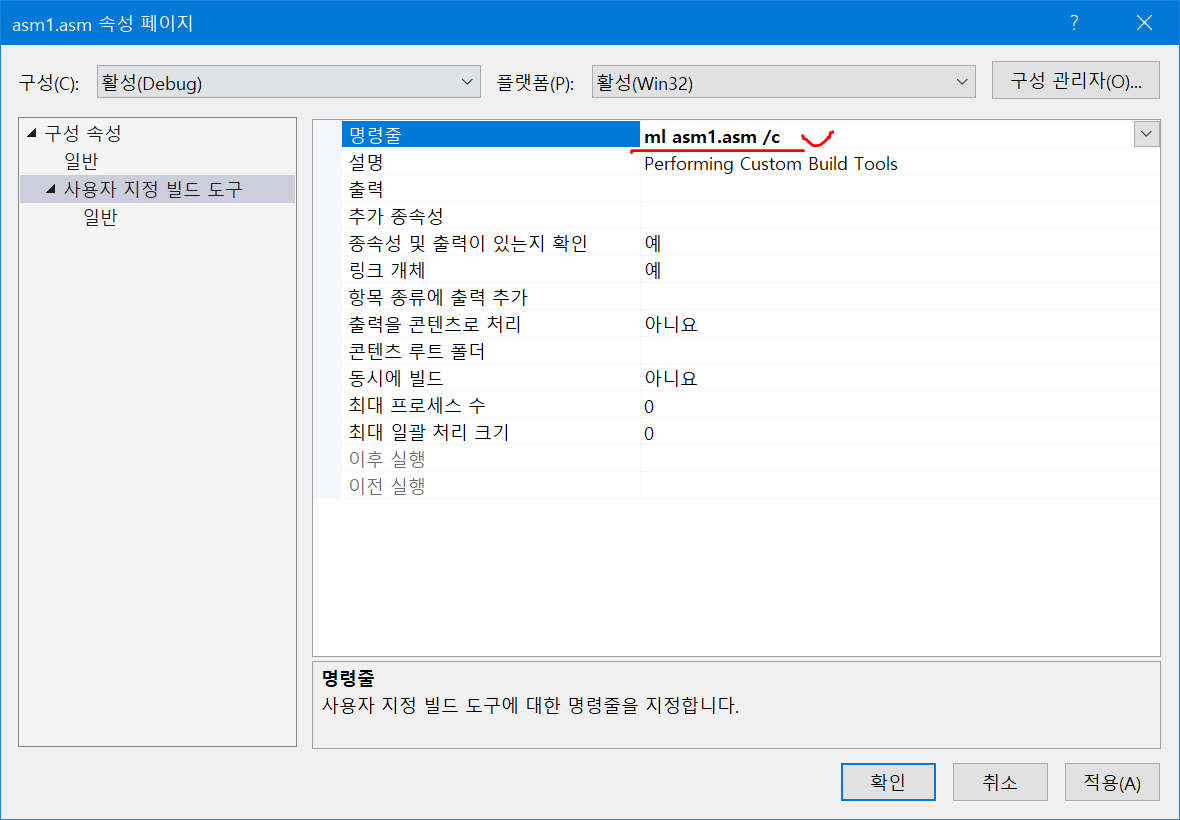 asm1.asm 속성 페이지
구성(C): 활성(Debug) 플랫폼(P): 활성(Win32) 구성 관리자(O)...
구성 속성
일반
사용자 지정 빌드 도구
일반
명령줄 ml asm1.asm /c
설명 Performing Custom Build Tools
출력
추가 종속성
종속성 및 출력이 있는지 확인 예
링크 개체 예
항목 종류에 출력 추가
출력을 콘텐츠로 처리 아니요
콘텐츠 루트 폴더
동시에 빌드 아니요
최대 프로세스 수 0
최대 일괄 처리 크기 0
이후 실행
이전 실행
명령줄
사용자 지정 빌드 도구에 대한 명령줄을 지정합니다.
확인 취소 적용(A)